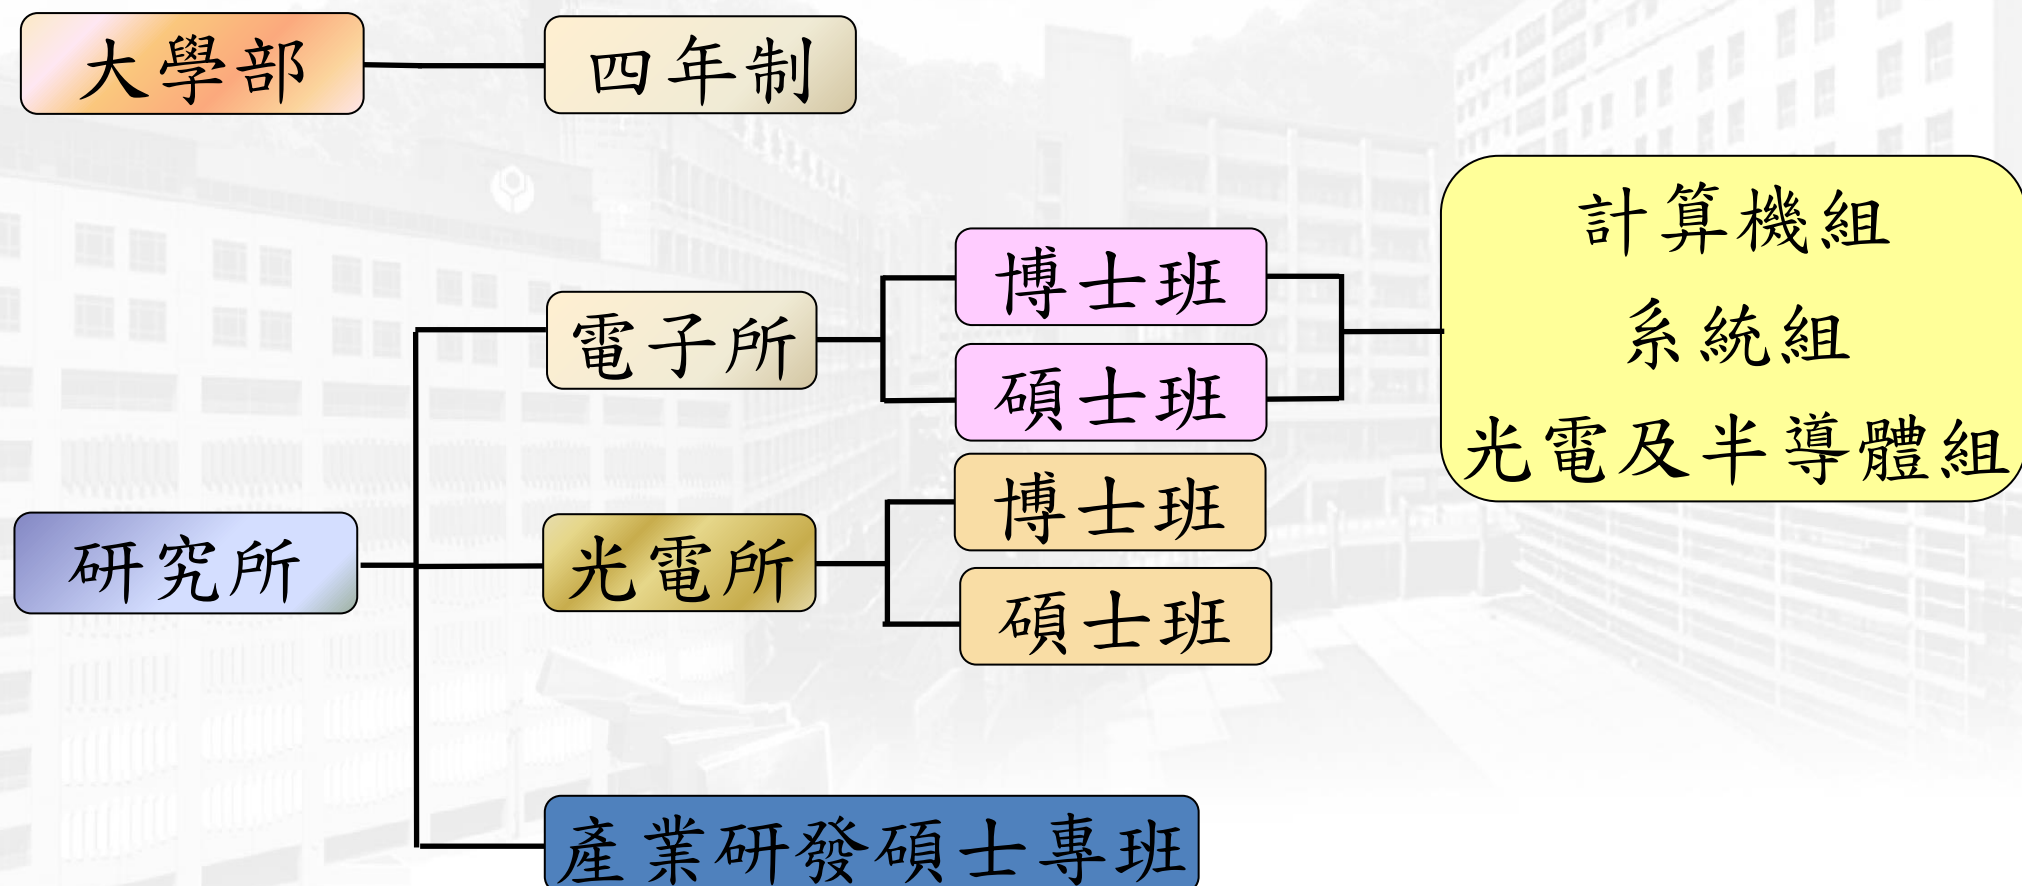 大學部
四年制
研究所
電子所
博士班
碩士班
計算機組
系統組
光電及半導體組
光電所
博士班
碩士班
產業研發碩士專班